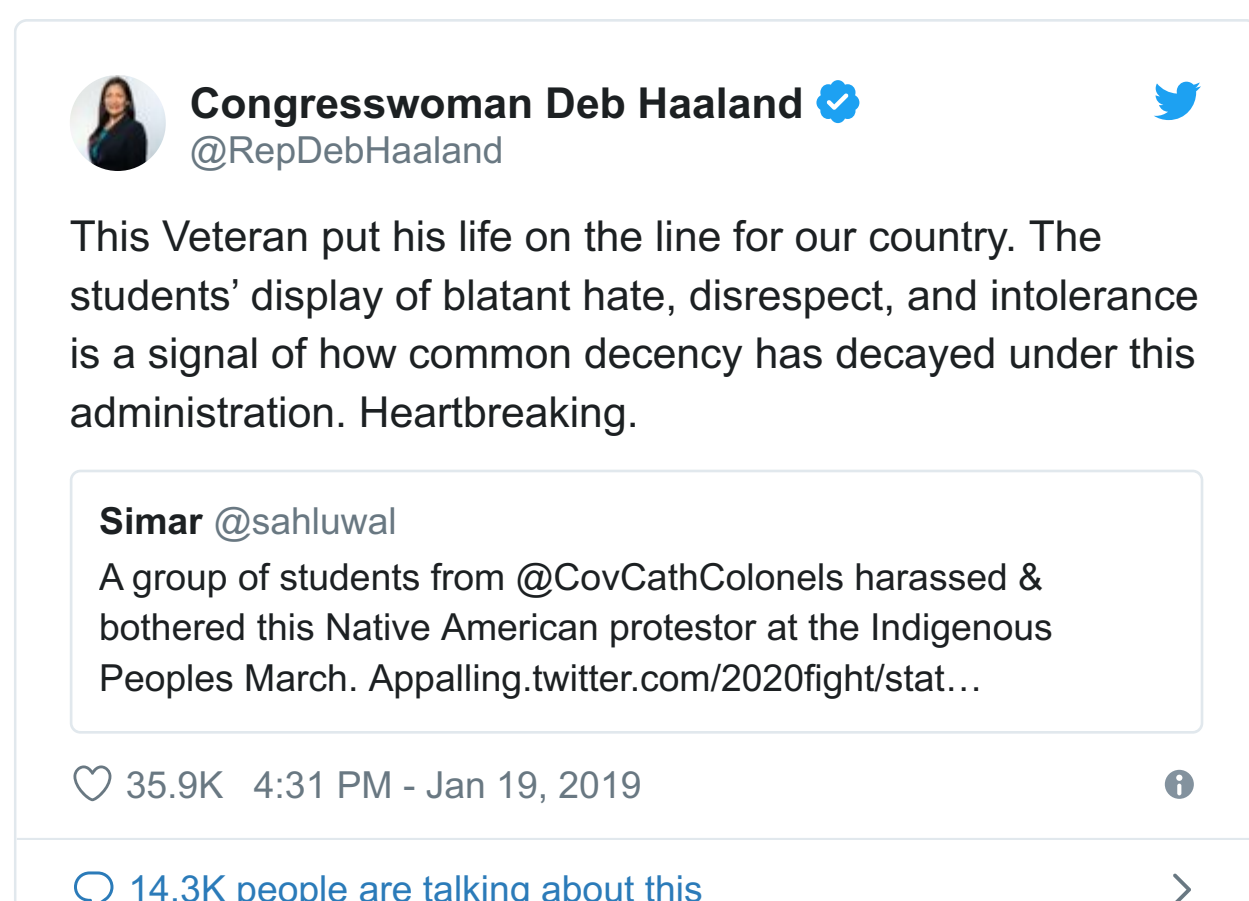 Congresswoman Deb Haaland
@RepDebHaaland
This Veteran put his life on the line for our country. The
students’ display of blatant hate, disrespect, and intolerance
is a signal of how common decency has decayed under this
administration. Heartbreaking.
Simar @sahluwal
A group of students from @CovCathColonels harassed &
bothered this Native American protestor at the Indigenous
Peoples March. Appalling.twitter.com/2020fight/stat…
35.9K 4:31 PM - Jan 19, 2019
14.3K people are talking about this